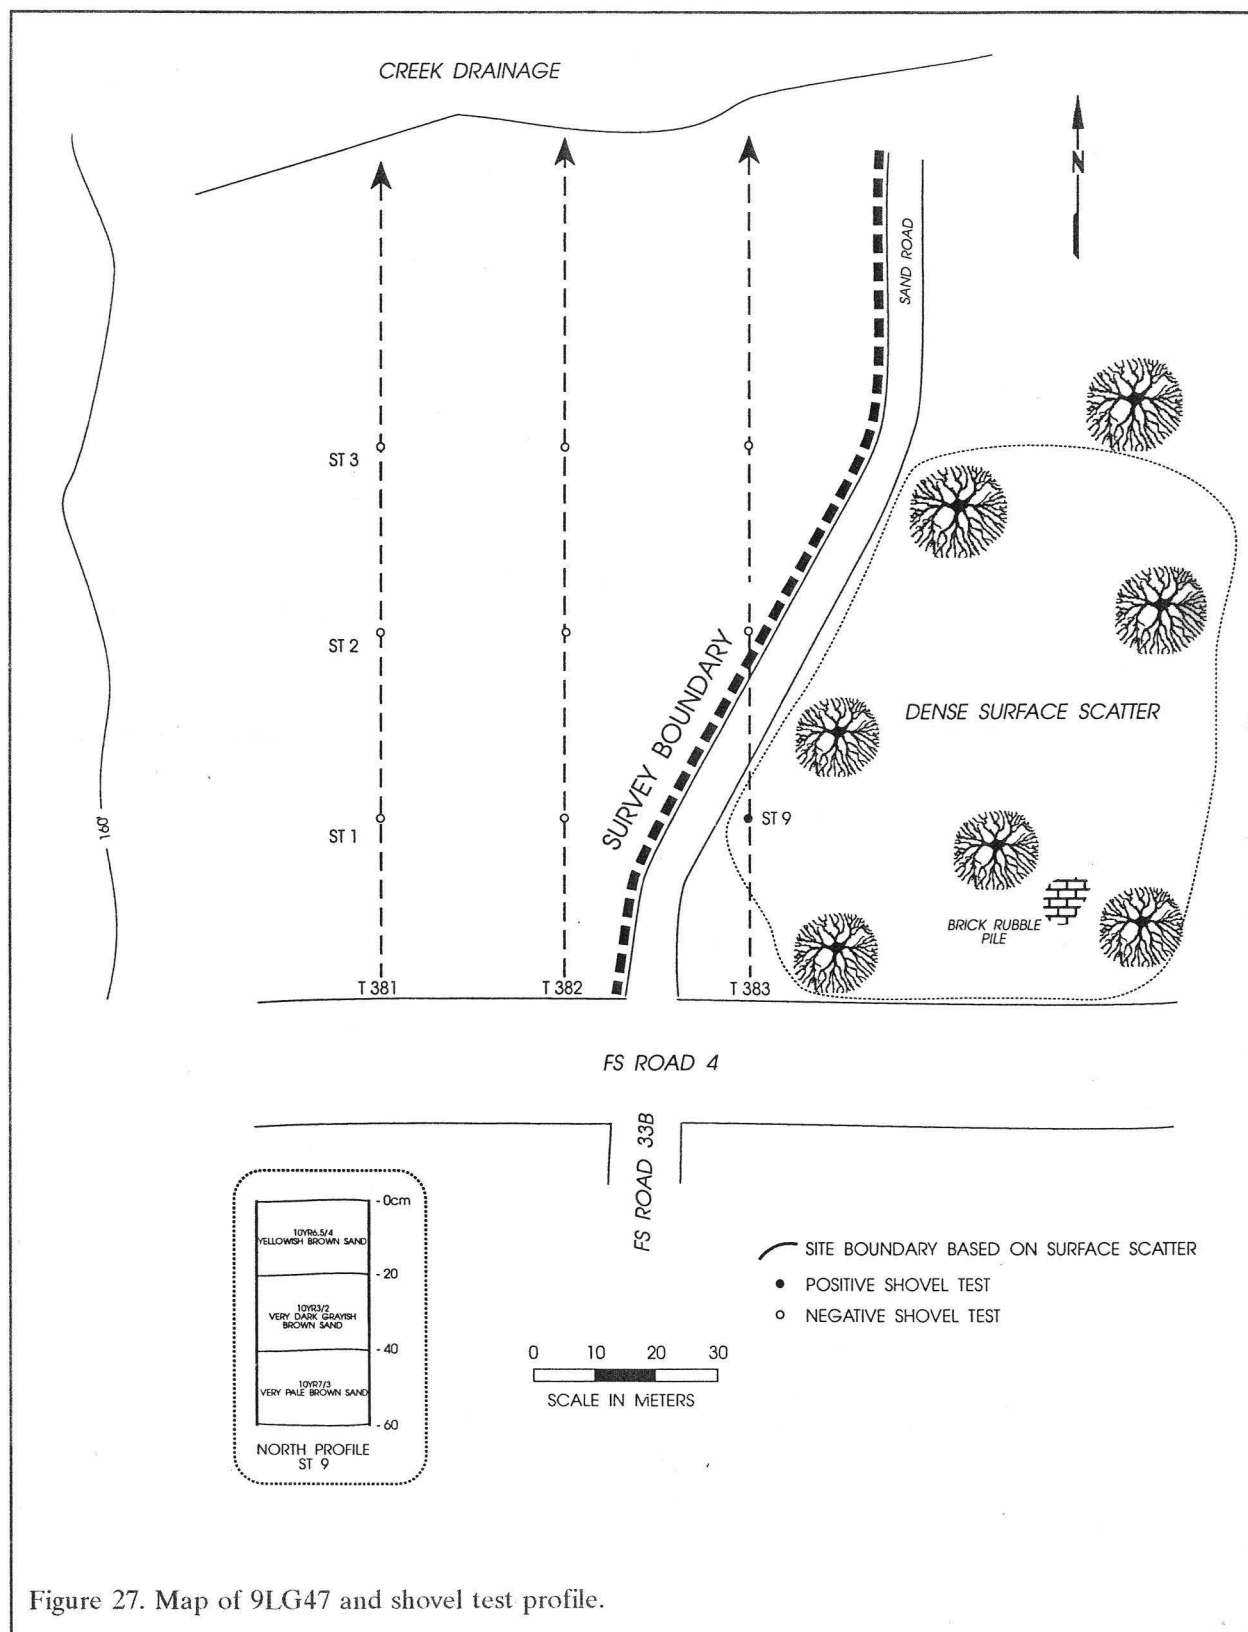 CREEK DRAINAGE
N
SAND ROAD
ST 3
ST 2
SURVEY BOUNDARY
DENSE SURFACE SCATTER
ST 9
ST 1
160'
BRICK RUBBLE
PILE
T 381
T 382
T 383
FS ROAD 4
FS ROAD 33B
- 0cm
10YR6.5/4
YELLOWISH BROWN SAND
- 20
10YR3/2
VERY DARK GRAYISH
BROWN SAND
- 40
10YR7/3
VERY PALE BROWN SAND
- 60
NORTH PROFILE
ST 9
SITE BOUNDARY BASED ON SURFACE SCATTER
POSITIVE SHOVEL TEST
NEGATIVE SHOVEL TEST
0 10 20 30
SCALE IN METERS
Figure 27. Map of 9LG47 and shovel test profile.